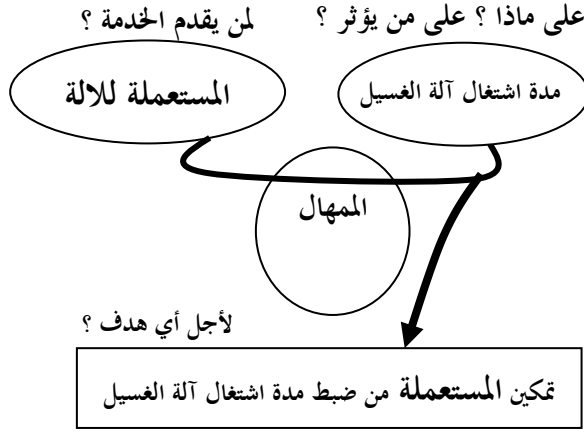 على ماذا ؟ على من يؤثر ؟
لمن يقدم الخدمة ؟
مدة اشتغال آلة الغسيل
المستعملة للالة
الممهال
لأجل أي هدف ؟
تمكين المستعملة من ضبط مدة اشتغال آلة الغسيل